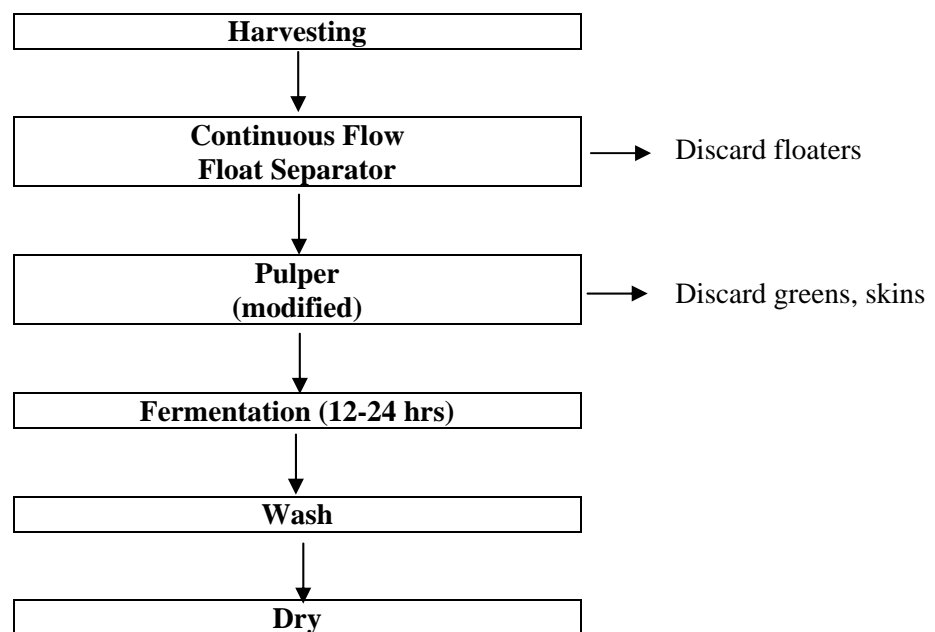 Harvesting
Continuous Flow
Float Separator
Discard floaters
Pulper
(modified)
Discard greens, skins
Fermentation (12-24 hrs)
Wash
Dry